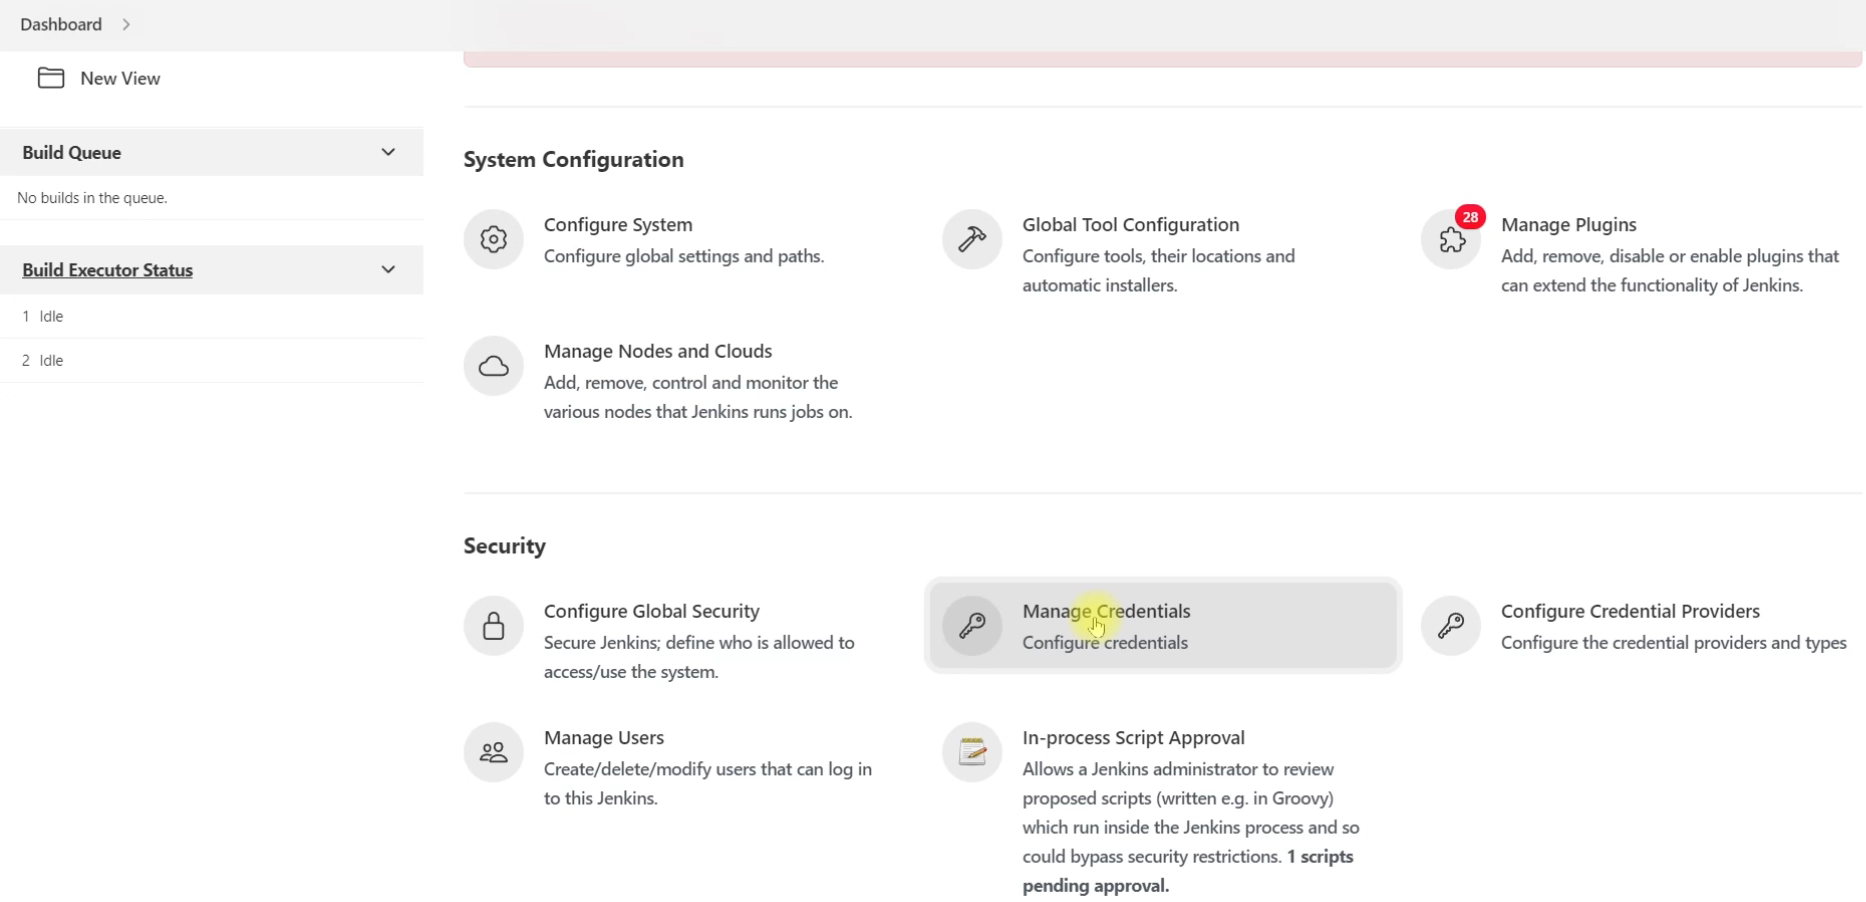 Dashboard
New View
Build Queue
No builds in the queue.
Build Executor Status
1 Idle
2 Idle
System Configuration
Configure System
Configure global settings and paths.
Global Tool Configuration
Configure tools, their locations and
automatic installers.
28
Manage Plugins
Add, remove, disable or enable plugins that
can extend the functionality of Jenkins.
Manage Nodes and Clouds
Add, remove, control and monitor the
various nodes that Jenkins runs jobs on.
Security
Configure Global Security
Secure Jenkins; define who is allowed to
access/use the system.
Manage Credentials
Configure credentials
Configure Credential Providers
Configure the credential providers and types
Manage Users
Create/delete/modify users that can log in
to this Jenkins.
In-process Script Approval
Allows a Jenkins administrator to review
proposed scripts (written e.g. in Groovy)
which run inside the Jenkins process and so
could bypass security restrictions. 1 scripts
pending approval.